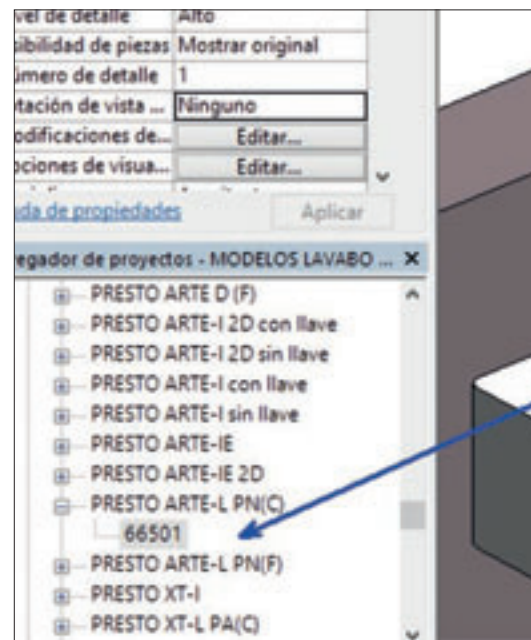 vel de detalle Alto
sibilidad de piezas Mostrar original
úmero de detalle 1
tación de vista ... Ninguno
odificaciones de... Editar...
ociones de visua... Editar...
uda de propiedades Aplicar
egador de proyectos - MODELOS LAVABO ... ×
PRESTO ARTE D (F)
PRESTO ARTE-I 2D con llave
PRESTO ARTE-I 2D sin llave
PRESTO ARTE-I con llave
PRESTO ARTE-I sin llave
PRESTO ARTE-IE
PRESTO ARTE-IE 2D
PRESTO ARTE-L PN(C)
66501
PRESTO ARTE-L PN(F)
PRESTO XT-I
PRESTO XT-L PA(C)